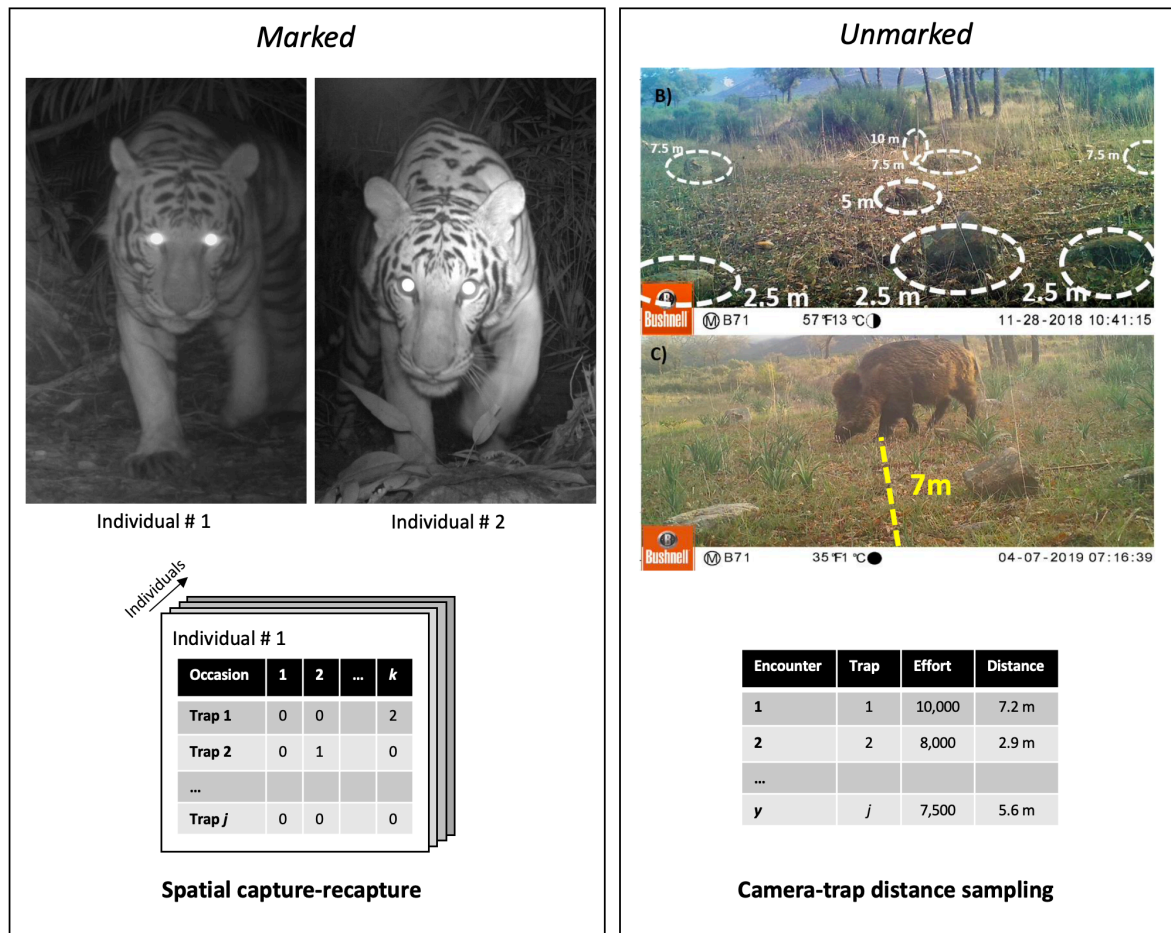 Marked
Individual # 1
Individual # 2
Individuals
Individual # 1
Occasion 1 2 ... k
Trap 1 0 0 2
Trap 2 0 1 0
...
Trap j 0 0 0
Spatial capture-recapture
Unmarked
B)
10 m
7.5 m 7.5 m 7.5 m
5 m
2.5 m 2.5 m 2.5 m
B
Bushnell M B71 57°F13 °C 11-28-2018 10:41:15
C)
7m
B
Bushnell M B71 35°F1 °C 04-07-2019 07:16:39
Encounter Trap Effort Distance
1 1 10,000 7.2 m
2 2 8,000 2.9 m
...
y j 7,500 5.6 m
Camera-trap distance sampling